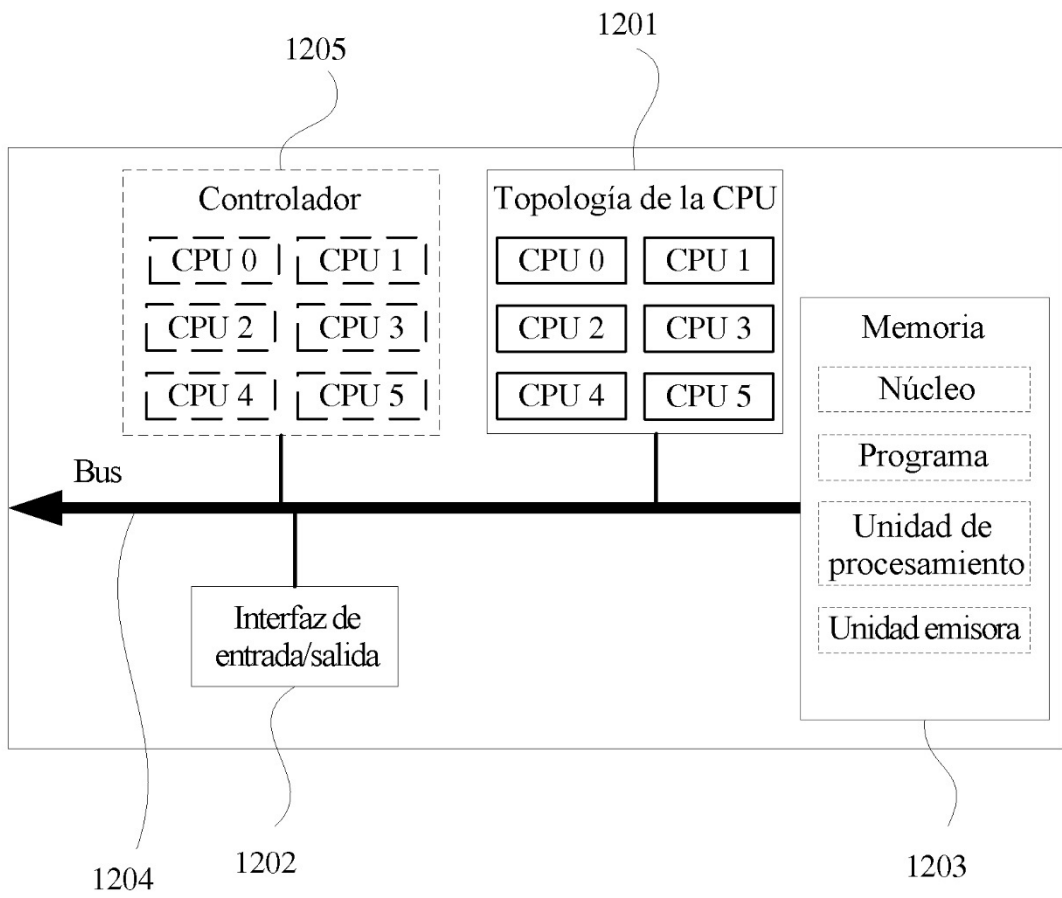 1205
1201
Controlador
CPU 0
CPU 1
CPU 2
CPU 3
CPU 4
CPU 5
Topología de la CPU
CPU 0
CPU 1
CPU 2
CPU 3
CPU 4
CPU 5
Memoria
Núcleo
Programa
Unidad de
procesamiento
Unidad emisora
Bus
Interfaz de
entrada/salida
1204
1202
1203